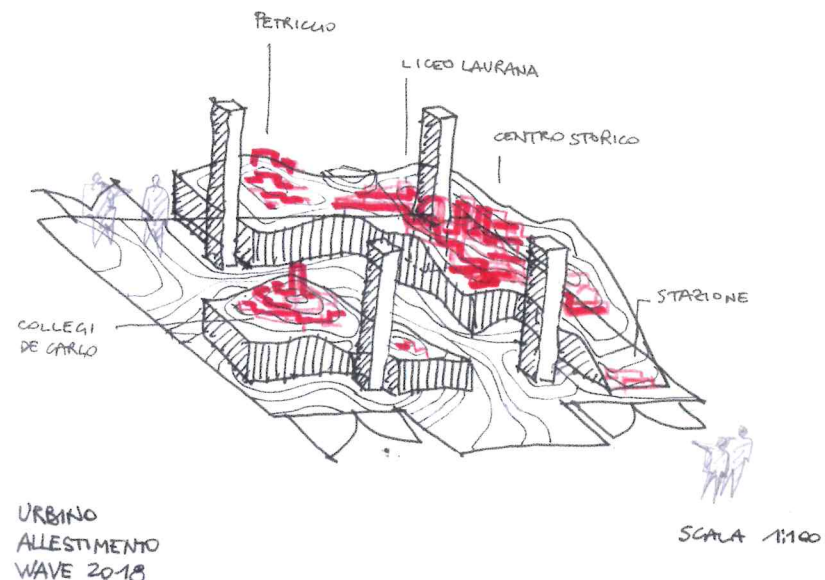 PETRICCIO
LICEO LAURANA
CENTRO STORICO
STAZIONE
COLLEGI
DE CARLO
URBINO
ALLESTIMENTO
WAVE 2018
SCALA 1:100